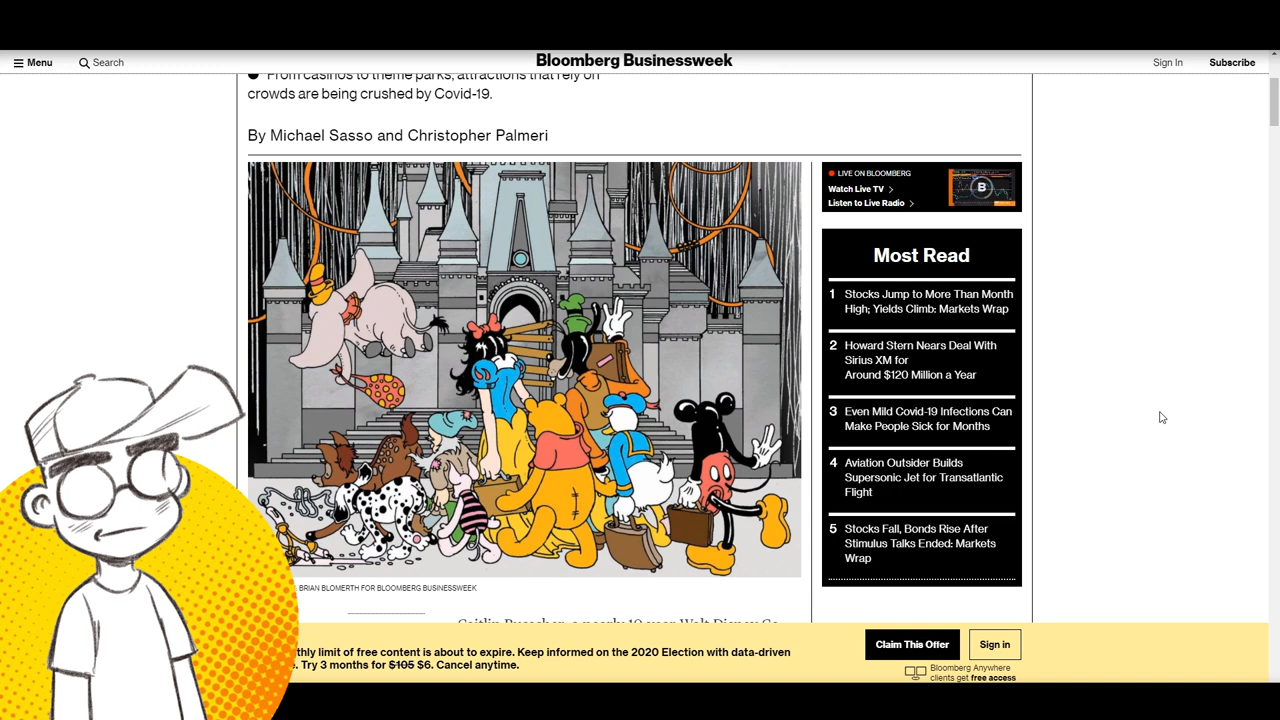 Menu
Search
Bloomberg Businessweek
Sign In
Subscribe
From casinos to theme parks, attractions that rely on
crowds are being crushed by Covid-19.
By Michael Sasso and Christopher Palmeri
LIVE ON BLOOMBERG
Watch Live TV
Listen to Live Radio
B
Most Read
1 Stocks Jump to More Than Month
High; Yields Climb: Markets Wrap
2 Howard Stern Nears Deal With
Sirius XM for
Around $120 Million a Year
3 Even Mild Covid-19 Infections Can
Make People Sick for Months
4 Aviation Outsider Builds
Supersonic Jet for Transatlantic
Flight
5 Stocks Fall, Bonds Rise After
Stimulus Talks Ended: Markets
Wrap
BRIAN BLOMERTH FOR BLOOMBERG BUSINESSWEEK
thly limit of free content is about to expire. Keep informed on the 2020 Election with data-driven
Try 3 months for $105 $6. Cancel anytime.
Claim This Offer
Sign in
Bloomberg Anywhere
clients get free access